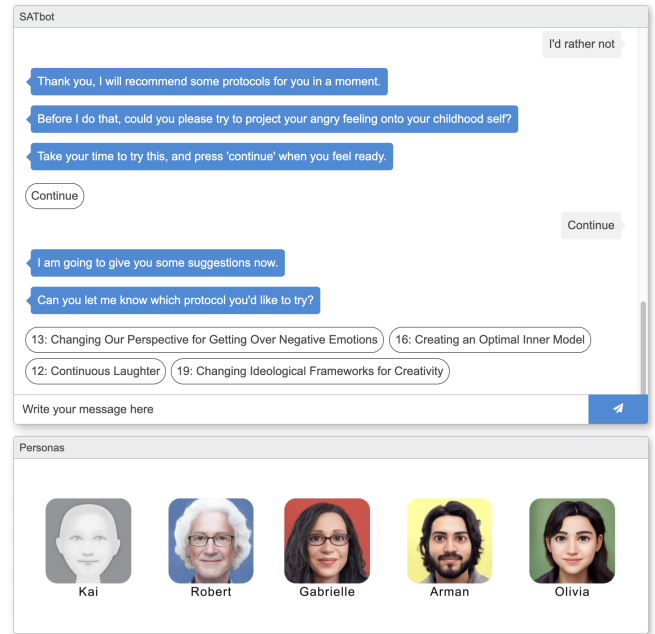 SATbot
I'd rather not
Thank you, I will recommend some protocols for you in a moment.
Before I do that, could you please try to project your angry feeling onto your childhood self?
Take your time to try this, and press 'continue' when you feel ready.
Continue
Continue
I am going to give you some suggestions now.
Can you let me know which protocol you'd like to try?
13: Changing Our Perspective for Getting Over Negative Emotions
16: Creating an Optimal Inner Model
12: Continuous Laughter
19: Changing Ideological Frameworks for Creativity
Write your message here
Personas
Kai
Robert
Gabrielle
Arman
Olivia